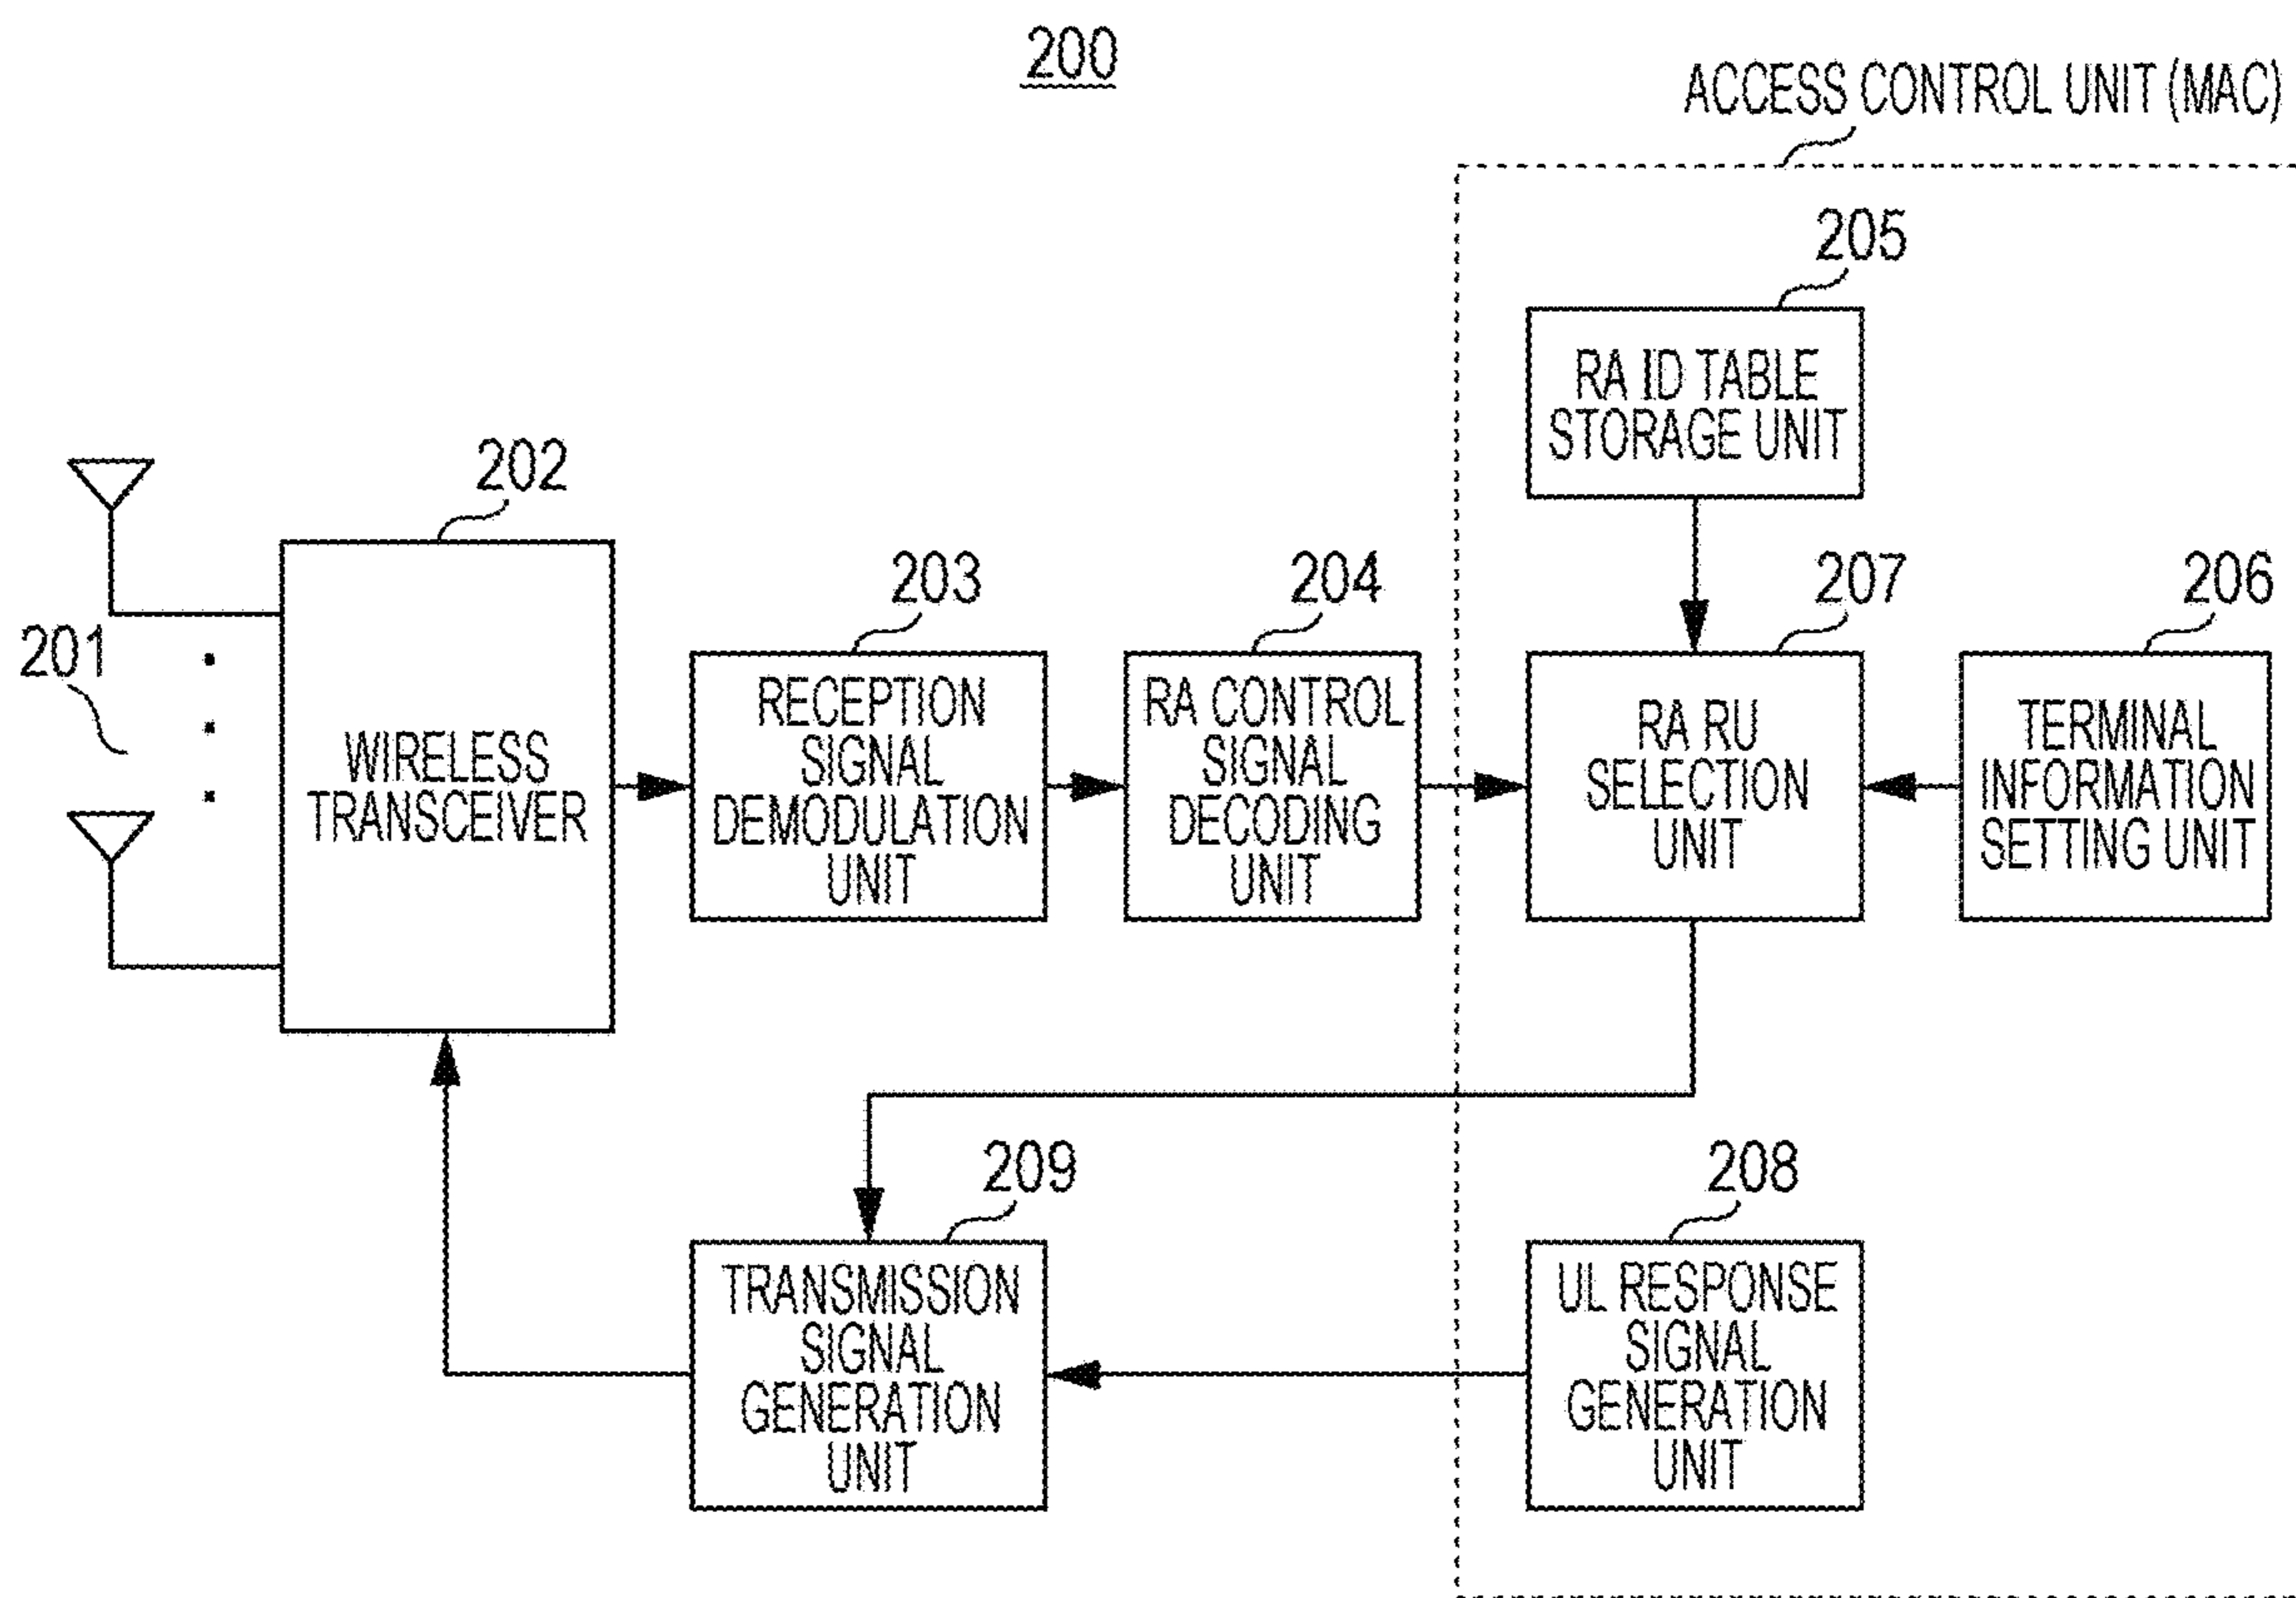 200
ACCESS CONTROL UNIT (MAC)
205
RA ID TABLE
STORAGE UNIT
202
203
204
207
206
201
WIRELESS
TRANSCEIVER
RECEPTION
SIGNAL
DEMODULATION
UNIT
RA CONTROL
SIGNAL
DECODING
UNIT
RA RU
SELECTION
UNIT
TERMINAL
INFORMATION
SETTING UNIT
209
208
TRANSMISSION
SIGNAL
GENERATION
UNIT
UL RESPONSE
SIGNAL
GENERATION
UNIT